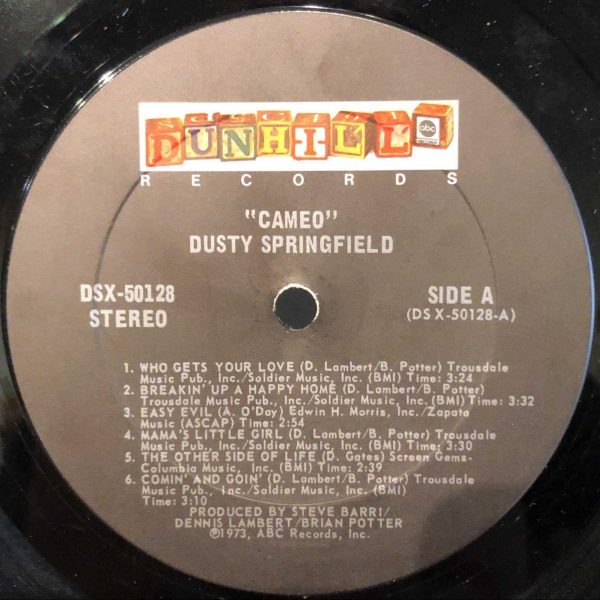 DUNHILL
abc
RECORDS
"CAMEO"
DUSTY SPRINGFIELD
DSX-50128
STEREO
SIDE A
(DS X-50128-A)
1. WHO GETS YOUR LOVE (D. Lambert/B. Potter) Trousdale
Music Pub., Inc./Soldier Music, Inc. (BMI) Time: 3:24
2. BREAKIN' UP A HAPPY HOME (D. Lambert/B. Potter)
Trousdale Music Pub., Inc./Soldier Music, Inc.(BMI) Time: 3:32
3. EASY EVIL (A. O'Day) Edwin H. Morris, Inc./Zapata
Music (ASCAP) Time: 2:54
4. MAMA'S LITTLE GIRL (D. Lambert/B. Potter) Trousdale
Music Pub., Inc./Soldier Music, Inc. (BMI) Time: 3:30
5. THE OTHER SIDE OF LIFE (D. Gates) Screen Gems-
Columbia Music, Inc. (BMI) Time: 2:39
6. COMIN' AND GOIN' (D. Lambert/B. Potter) Trousdale
Music Pub., Inc./Soldier Music, Inc. (BMI)
Time: 3:10
PRODUCED BY STEVE BARRI/
DENNIS LAMBERT/BRIAN POTTER
℗1973, ABC Records, Inc.